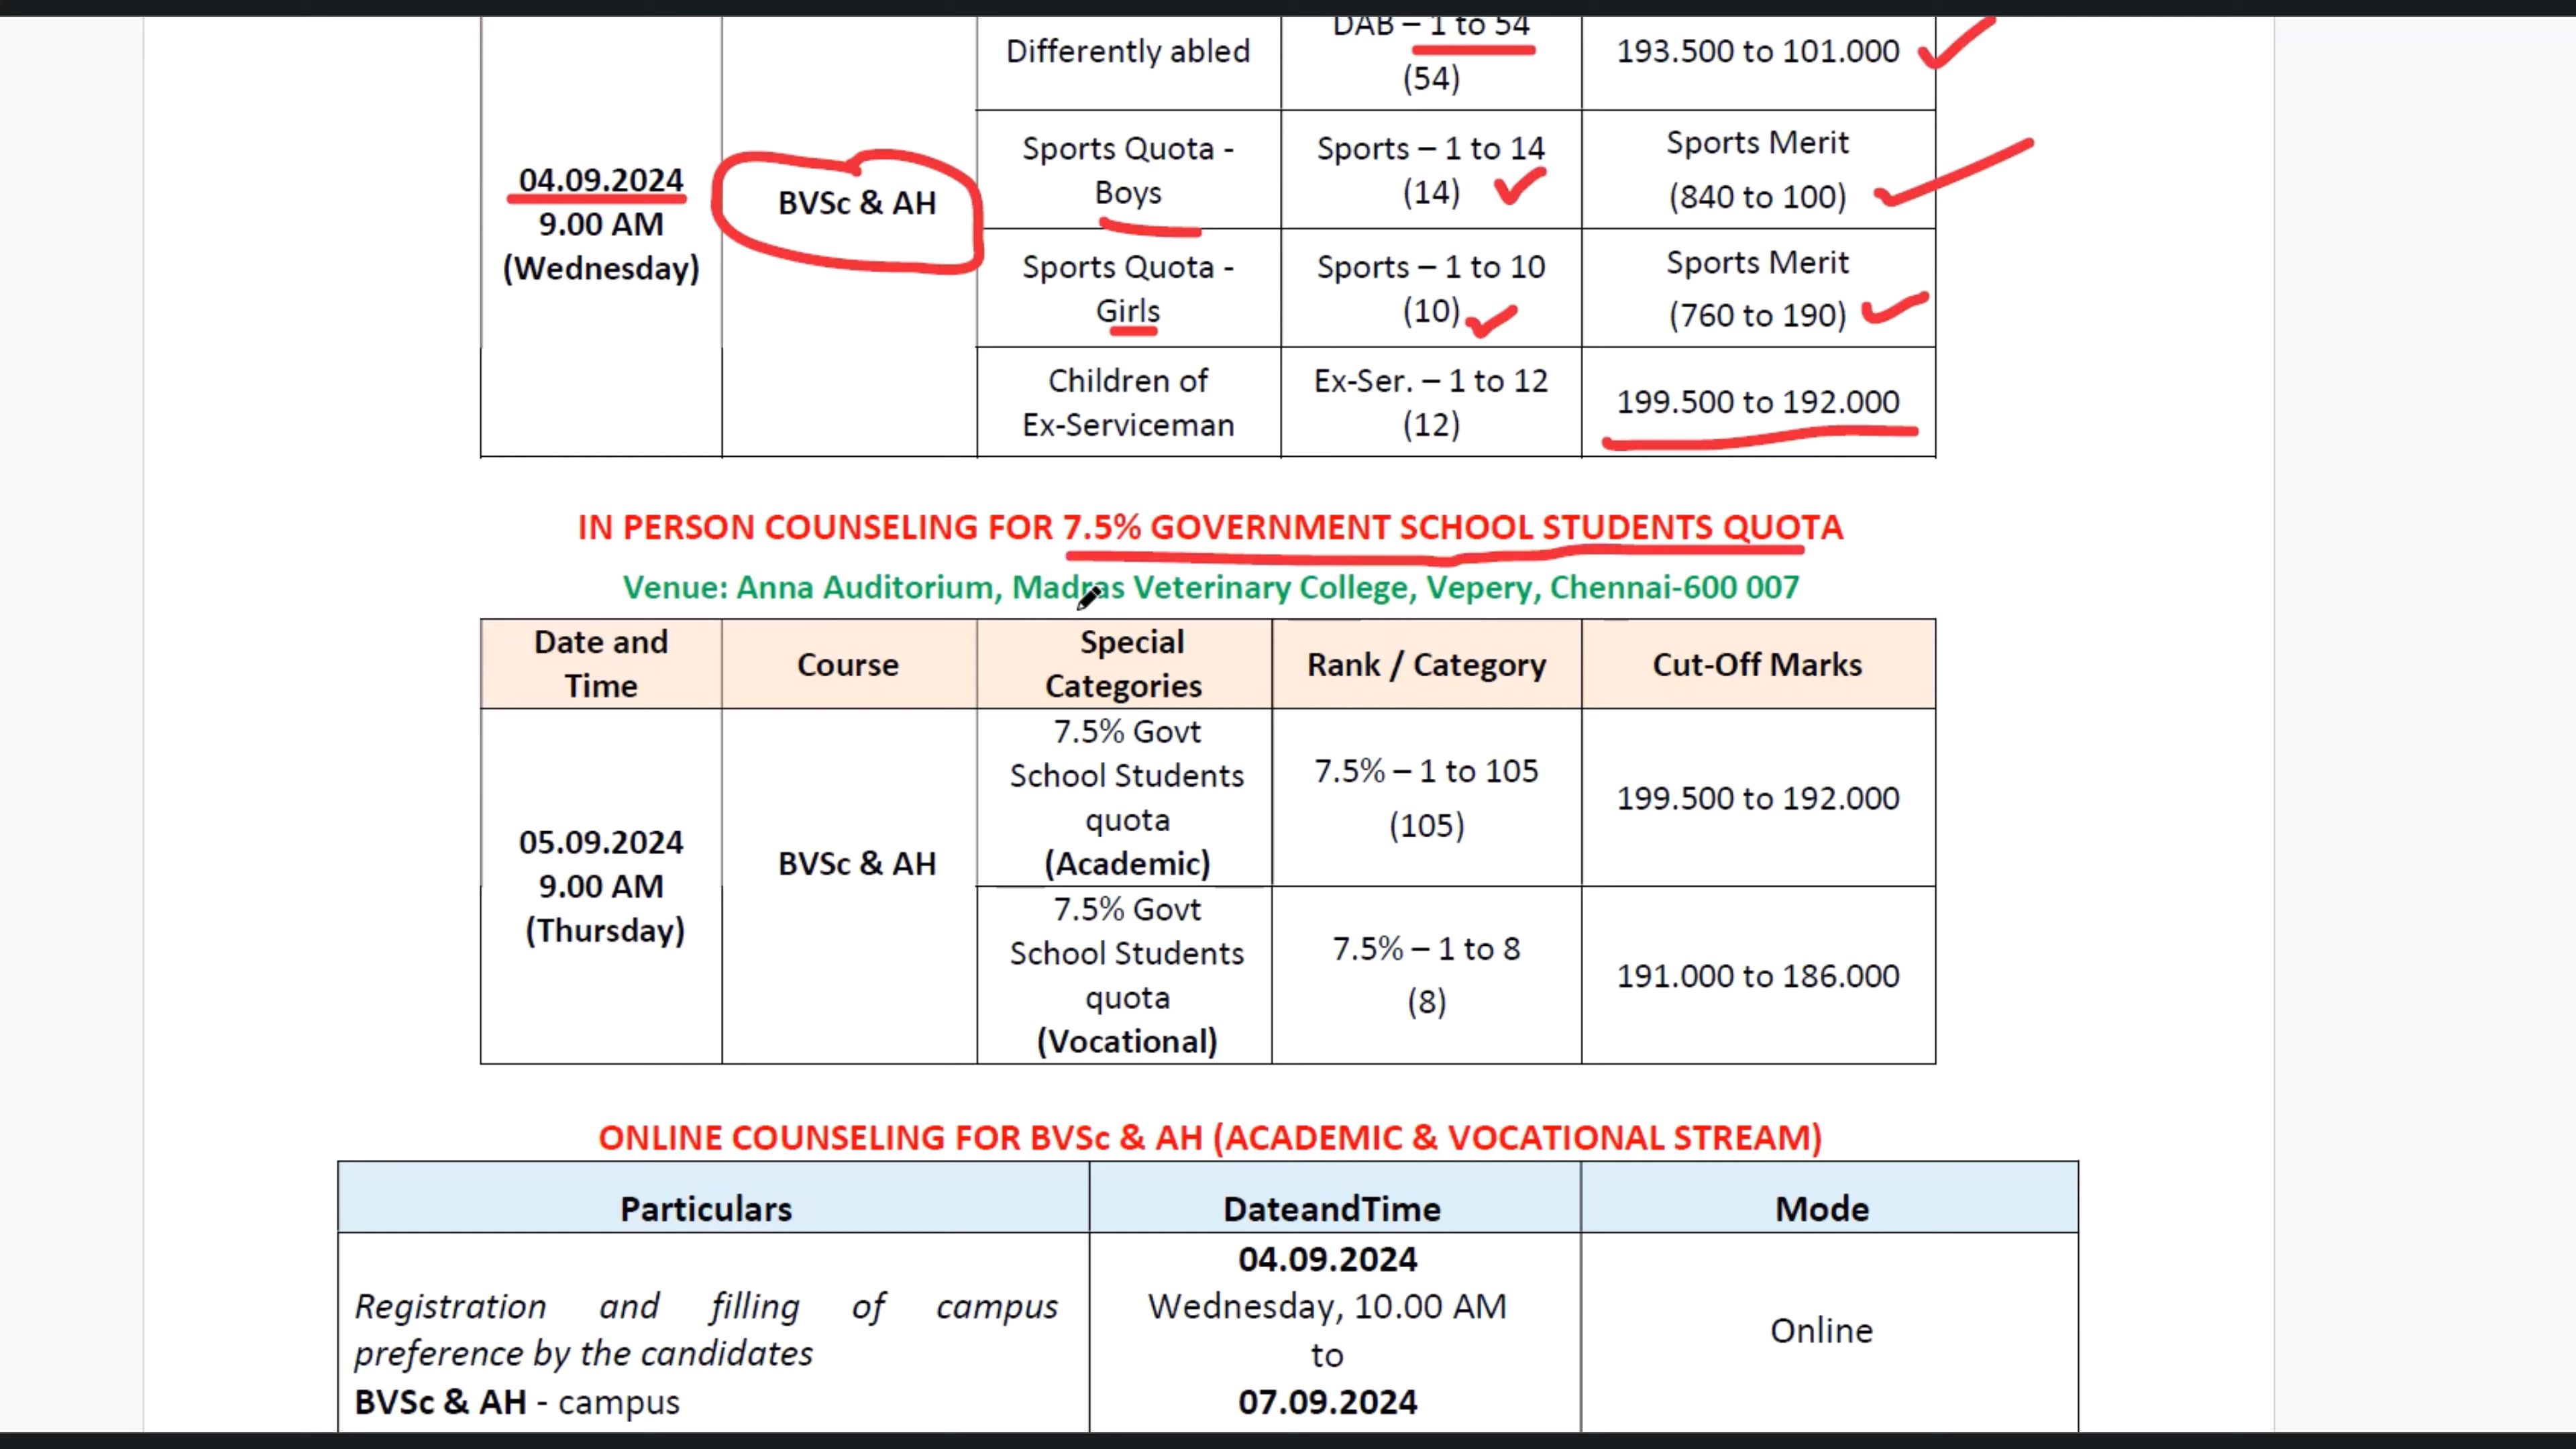 Differently abled
DAB – 1 to 54
(54)
193.500 to 101.000
04.09.2024
9.00 AM
(Wednesday)
BVSc & AH
Sports Quota -
Boys
Sports – 1 to 14
(14)
Sports Merit
(840 to 100)
Sports Quota -
Girls
Sports – 1 to 10
(10)
Sports Merit
(760 to 190)
Children of
Ex-Serviceman
Ex-Ser. – 1 to 12
(12)
199.500 to 192.000
IN PERSON COUNSELING FOR 7.5% GOVERNMENT SCHOOL STUDENTS QUOTA
Venue: Anna Auditorium, Madras Veterinary College, Vepery, Chennai-600 007
Date and
Time
Course
Special
Categories
Rank / Category
Cut-Off Marks
05.09.2024
9.00 AM
(Thursday)
BVSc & AH
7.5% Govt
School Students
quota
(Academic)
7.5% – 1 to 105
(105)
199.500 to 192.000
7.5% Govt
School Students
quota
(Vocational)
7.5% – 1 to 8
(8)
191.000 to 186.000
ONLINE COUNSELING FOR BVSc & AH (ACADEMIC & VOCATIONAL STREAM)
Particulars
DateandTime
Mode
Registration and filling of campus
preference by the candidates
BVSc & AH - campus
04.09.2024
Wednesday, 10.00 AM
to
07.09.2024
Online